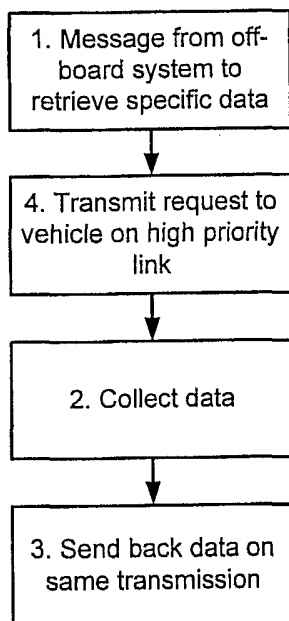 1. Message from off-
board system to
retrieve specific data
4. Transmit request to
vehicle on high priority
link
2. Collect data
3. Send back data on
same transmission